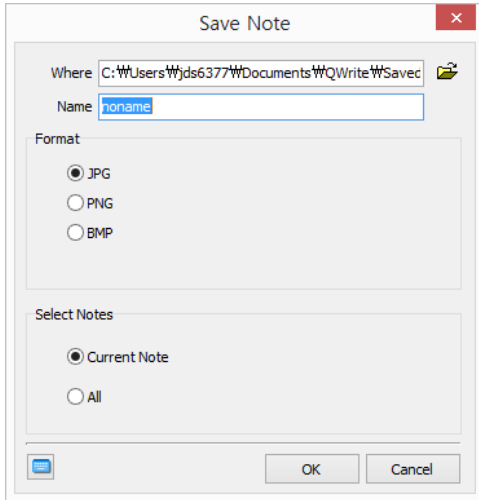 Save Note
Where C:₩Users₩jds6377₩Documents₩QWrite₩Saved
Name noname
Format
JPG
PNG
BMP
Select Notes
Current Note
All
OK Cancel